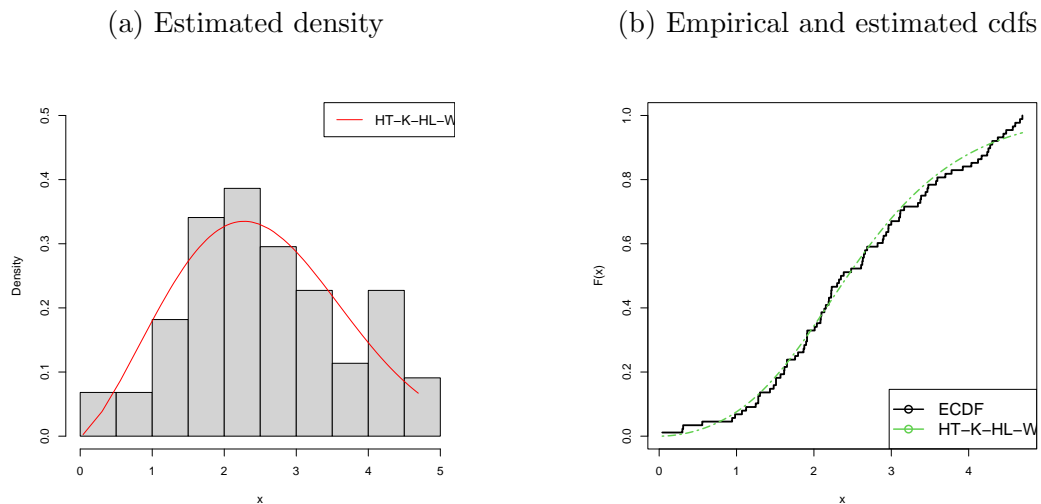 (a) Estimated density
(b) Empirical and estimated cdfs
HT−K−HL−W
0.5
0.4
0.3
0.2
0.1
0.0
Density
0 1 2 3 4 5
x
1.0
0.8
0.6
0.4
0.2
0.0
F(x)
ECDF
HT−K−HL−W
0 1 2 3 4
x